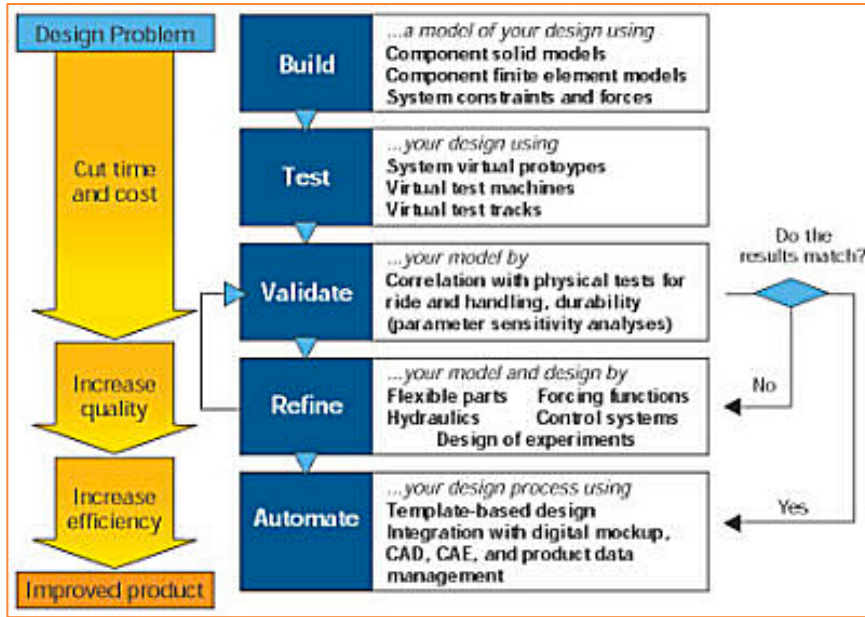 Design Problem
Cut time
and cost
Increase
quality
Increase
efficiency
Improved product
Build
...a model of your design using
Component solid models
Component finite element models
System constraints and forces
Test
...your design using
System virtual protoypes
Virtual test machines
Virtual test tracks
Validate
...your model by
Correlation with physical tests for
ride and handling, durability
(parameter sensitivity analyses)
Do the
results match?
Refine
...your model and design by
Flexible parts Forcing functions
Hydraulics Control systems
Design of experiments
No
Automate
...your design process using
Template-based design
Integration with digital mockup,
CAD, CAE, and product data
management
Yes